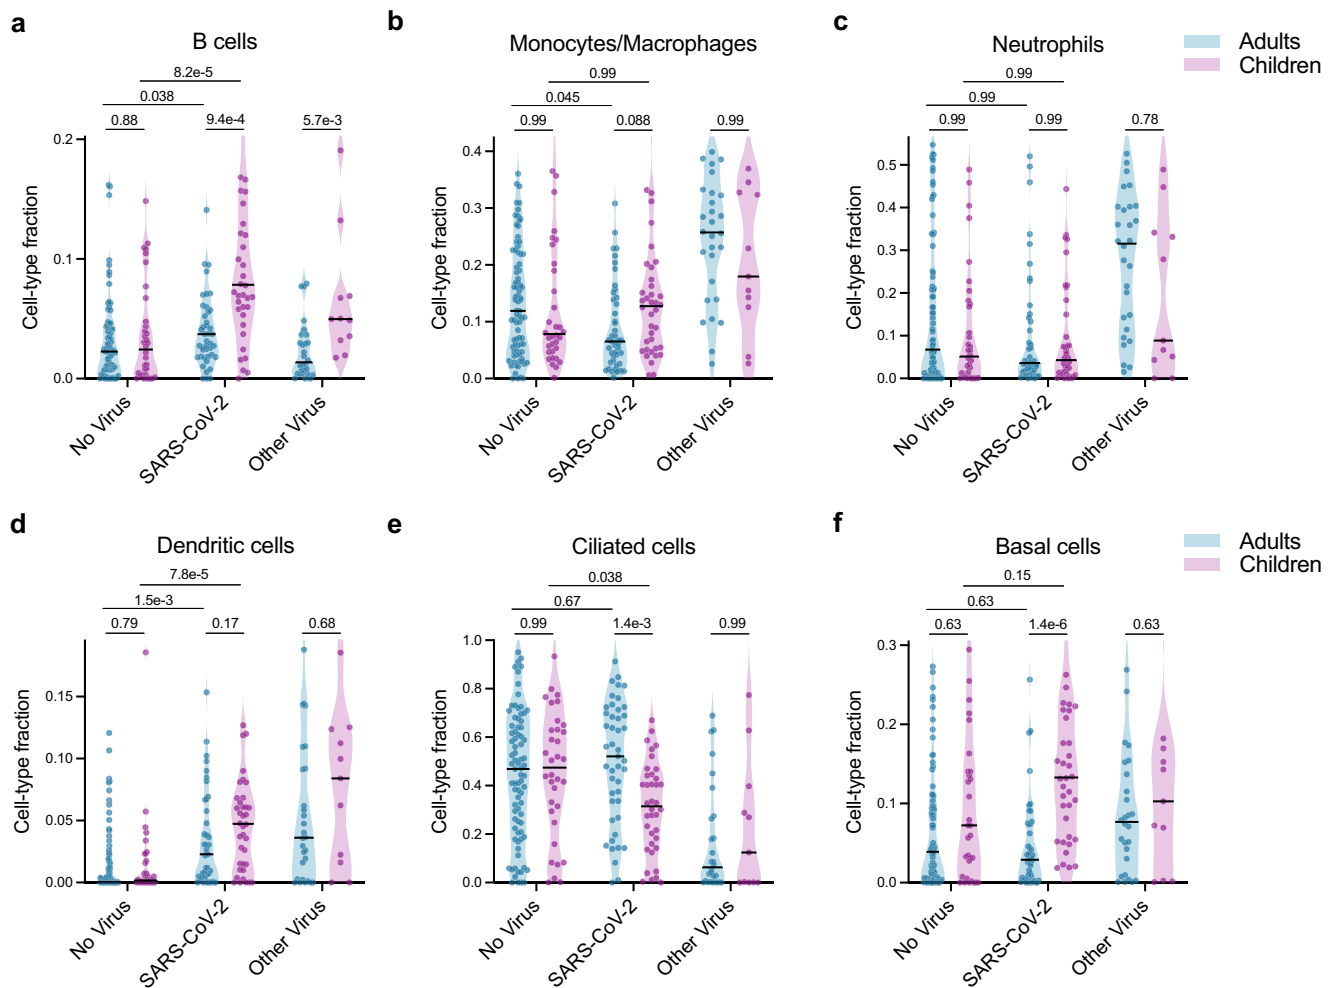 a
B cells
8.2e-5
0.038
0.88
9.4e-4
5.7e-3
Cell-type fraction
0.2
0.1
0.0
No Virus
SARS-CoV-2
Other Virus
b
Monocytes/Macrophages
0.99
0.045
0.99
0.088
0.99
Cell-type fraction
0.4
0.3
0.2
0.1
0.0
No Virus
SARS-CoV-2
Other Virus
c
Neutrophils
0.99
0.99
0.99
0.99
0.78
Cell-type fraction
0.5
0.4
0.3
0.2
0.1
0.0
No Virus
SARS-CoV-2
Other Virus
Adults
Children
d
Dendritic cells
7.8e-5
1.5e-3
0.79
0.17
0.68
Cell-type fraction
0.15
0.10
0.05
0.00
No Virus
SARS-CoV-2
Other Virus
e
Ciliated cells
0.038
0.67
0.99
1.4e-3
0.99
Cell-type fraction
1.0
0.8
0.6
0.4
0.2
0.0
No Virus
SARS-CoV-2
Other Virus
f
Basal cells
0.15
0.63
0.63
1.4e-6
0.63
Cell-type fraction
0.3
0.2
0.1
0.0
No Virus
SARS-CoV-2
Other Virus
Adults
Children